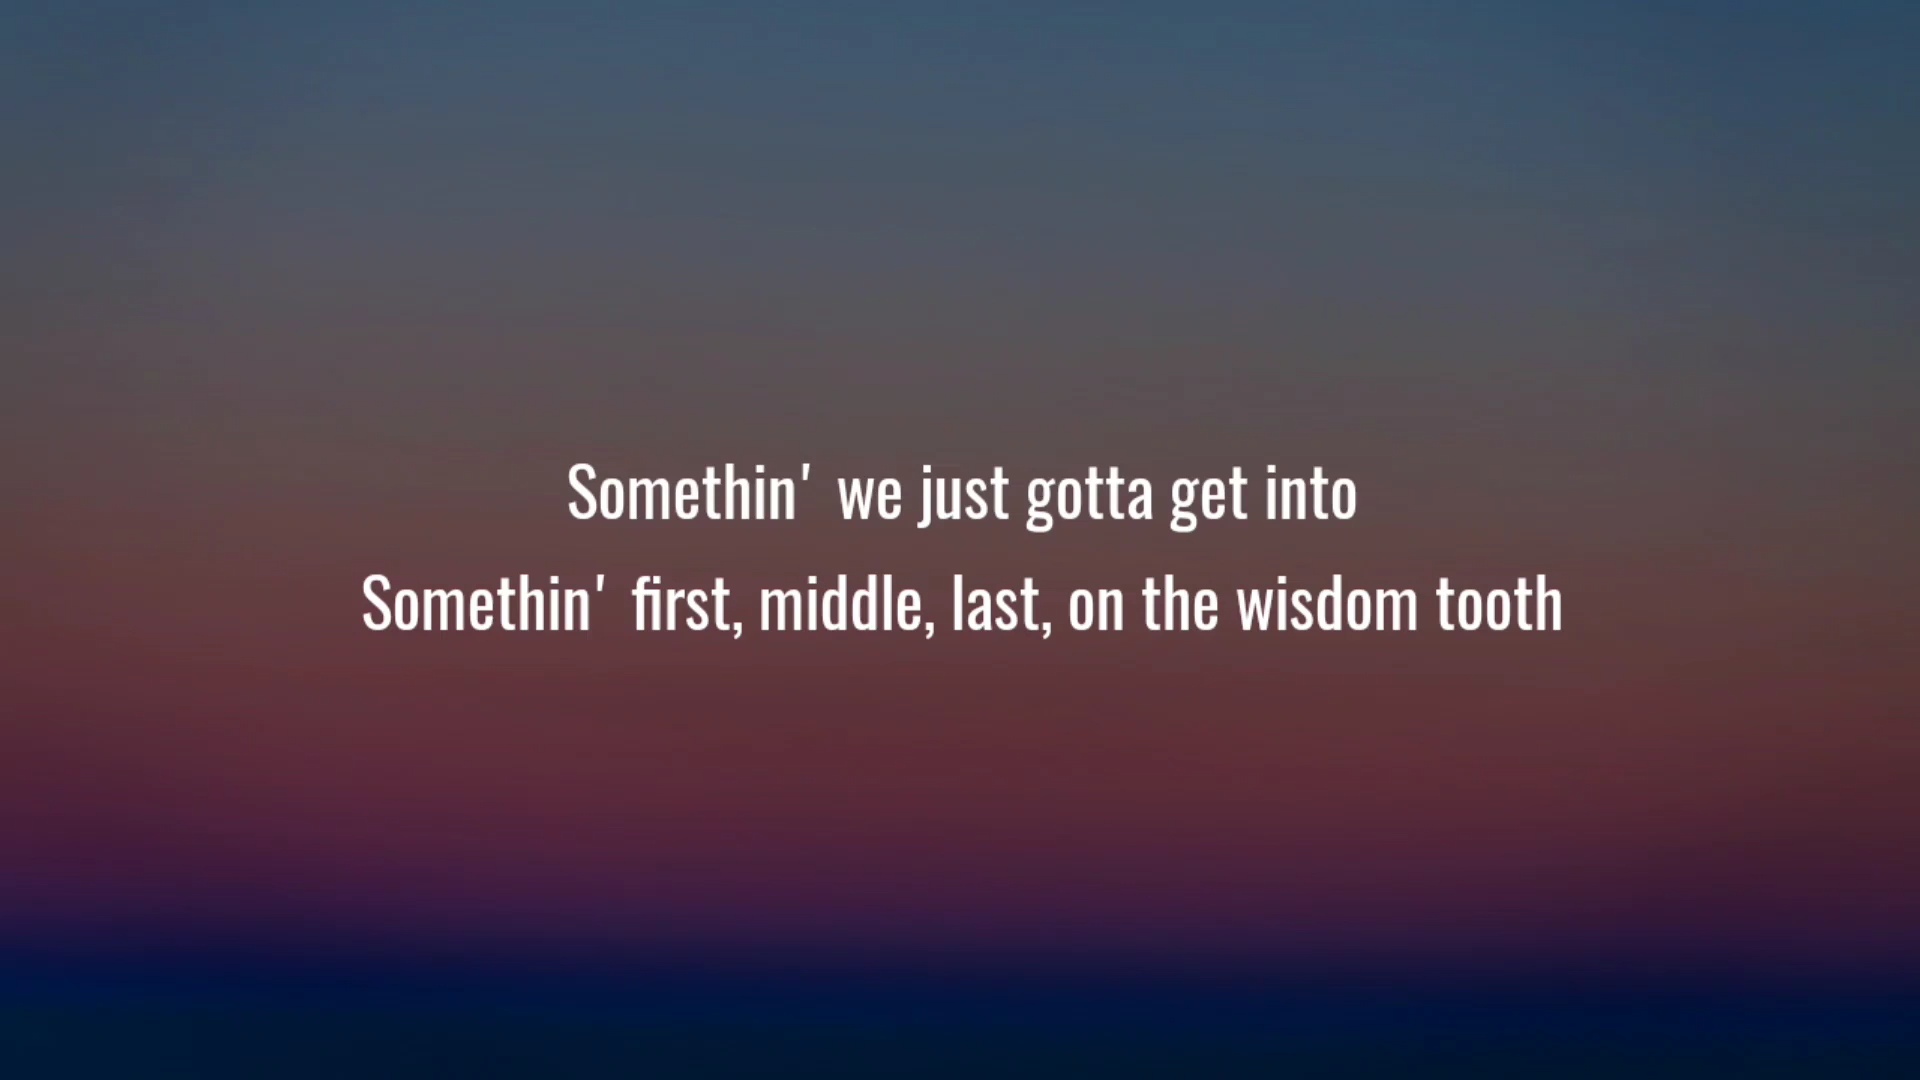 Somethin' we just gotta get into
Somethin' first, middle, last, on the wisdom tooth